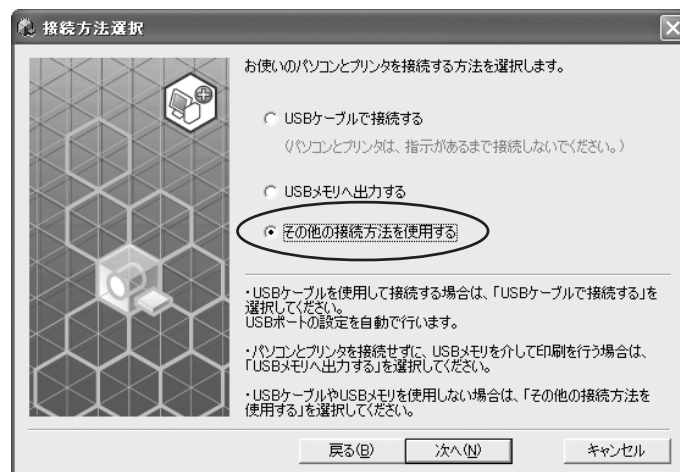 接続方法選択
お使いのパソコンとプリンタを接続する方法を選択します。
USBケーブルで接続する
(パソコンとプリンタは、指示があるまで接続しないでください。)
USBメモリへ出力する
その他の接続方法を使用する
・USBケーブルを使用して接続する場合は、「USBケーブルで接続する」を
選択してください。
USBポートの設定を自動で行います。
・パソコンとプリンタを接続せずに、USBメモリを介して印刷を行う場合は、
「USBメモリへ出力する」を選択してください。
・USBケーブルやUSBメモリを使用しない場合は、「その他の接続方法を
使用する」を選択してください。
戻る(B) 次へ(N) キャンセル